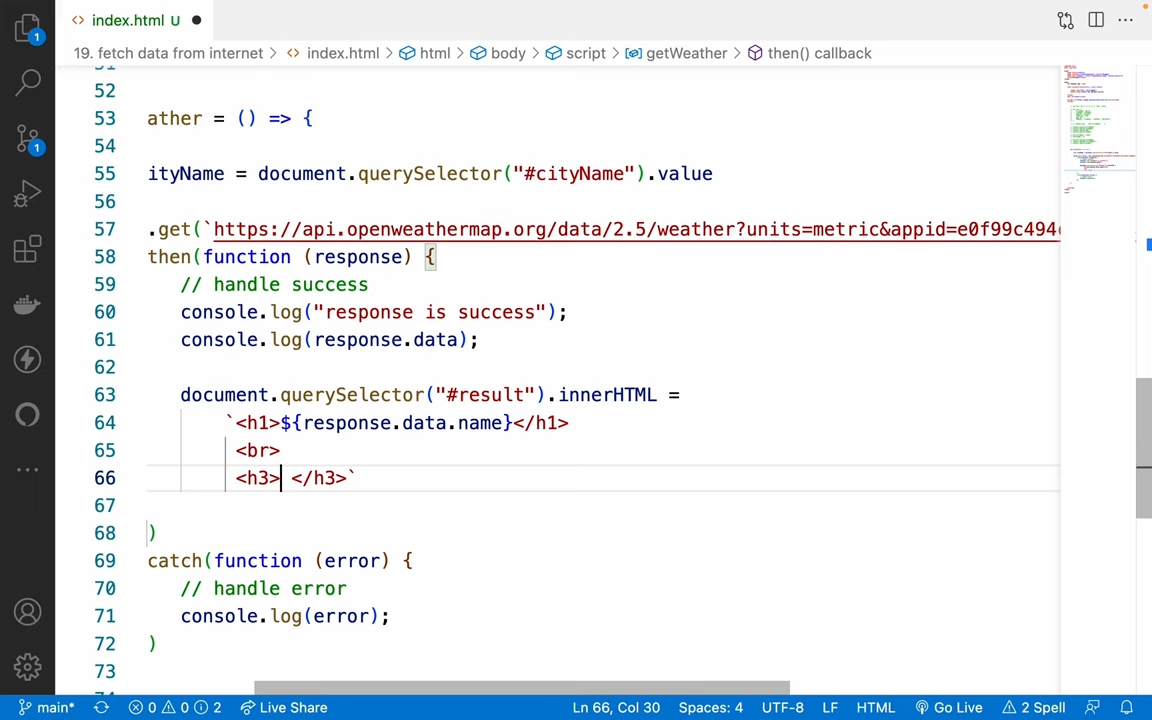 index.html U
19. fetch data from internet > index.html > html > body > script > getWeather > then() callback
52
53 ather = () => {
54
55 ityName = document.querySelector("#cityName").value
56
57 .get(`https://api.openweathermap.org/data/2.5/weather?units=metric&appid=e0f99c494
58 then(function (response) {
59 // handle success
60 console.log("response is success");
61 console.log(response.data);
62
63 document.querySelector("#result").innerHTML =
64 `<h1>${response.data.name}</h1>
65 <br>
66 <h3> </h3>`
67
68 )
69 catch(function (error) {
70 // handle error
71 console.log(error);
72 )
73
1
1
main* 0 0 2 Live Share Ln 66, Col 30 Spaces: 4 UTF-8 LF HTML Go Live 2 Spell